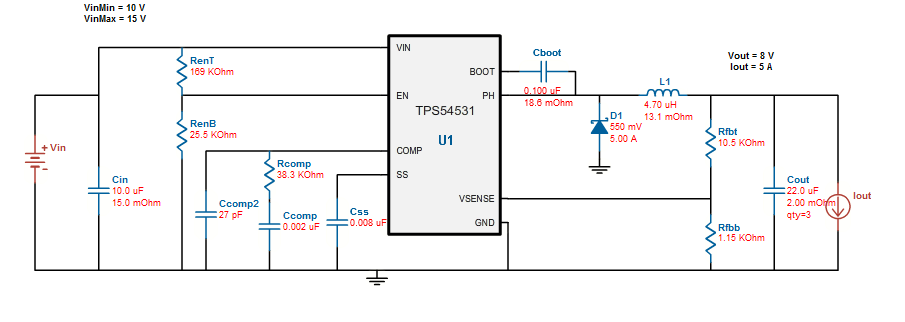 VinMin = 10 V
VinMax = 15 V
RenT
169 KOhm
RenB
25.5 KOhm
Vin
Cin
10.0 uF
15.0 mOhm
Rcomp
38.3 KOhm
Ccomp2
27 pF
Ccomp
0.002 uF
Css
0.008 uF
VIN
BOOT
EN
PH
TPS54531
U1
COMP
SS
VSENSE
GND
Cboot
0.100 uF
18.6 mOhm
D1
550 mV
5.00 A
L1
4.70 uH
13.1 mOhm
Vout = 8 V
Iout = 5 A
Rfbt
10.5 KOhm
Rfbb
1.15 KOhm
Cout
22.0 uF
2.00 mOhm
qty=3
Iout